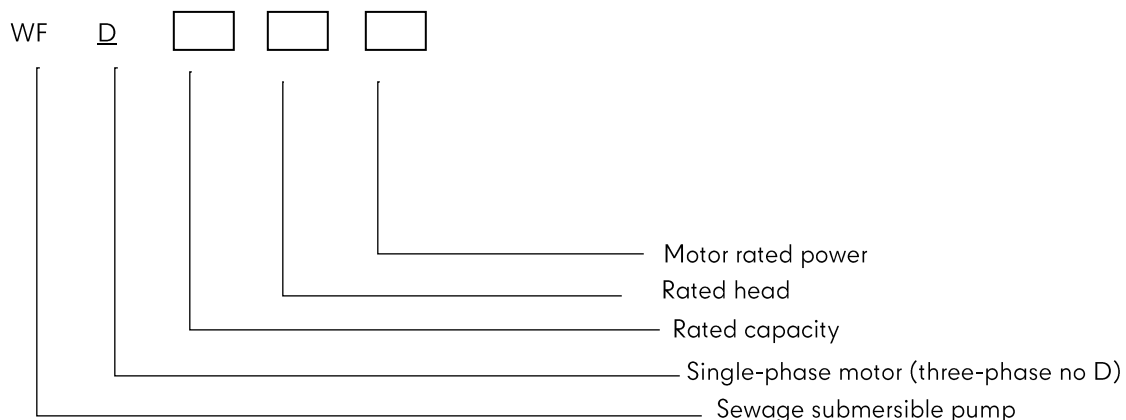 WF D
Motor rated power
Rated head
Rated capacity
Single-phase motor (three-phase no D)
Sewage submersible pump